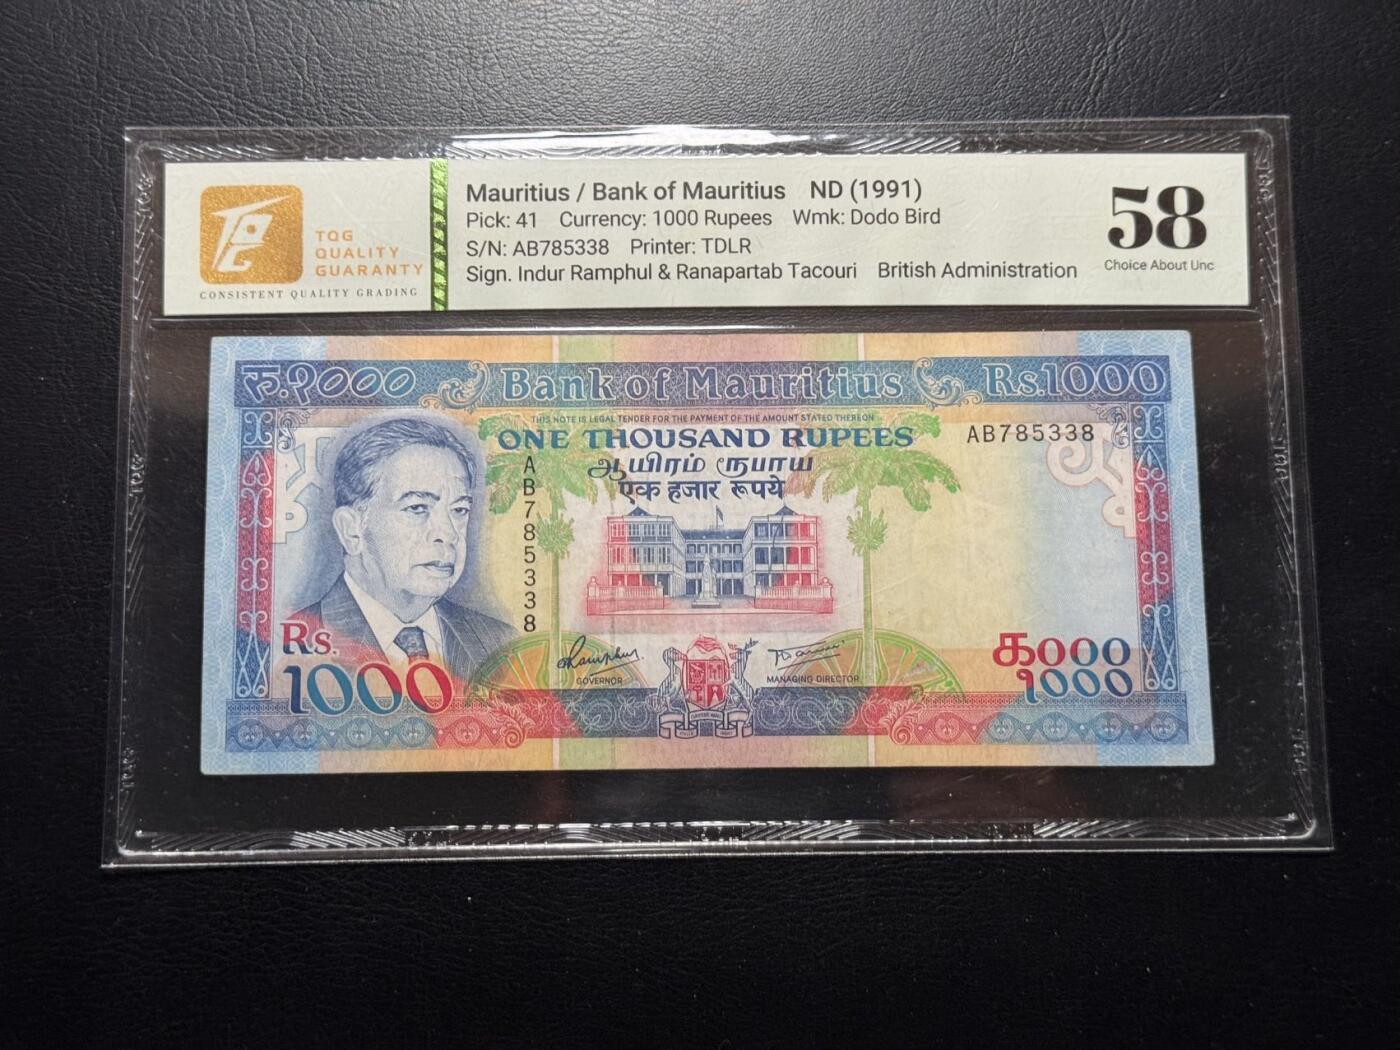 TQG
QUALITY
GUARANTY
CONSISTENT QUALITY GRADING
Mauritius / Bank of Mauritius ND (1991)
Pick: 41 Currency: 1000 Rupees Wmk: Dodo Bird
S/N: AB785338 Printer: TDLR
Sign. Indur Ramphul & Ranapartab Tacouri British Administration
58
Choice About Unc
रु.१००० Bank of Mauritius Rs.1000
THIS NOTE IS LEGAL TENDER FOR THE PAYMENT OF THE AMOUNT STATED THEREON
ONE THOUSAND RUPEES
AB785338
ஆயிரம் ரூபாய்
एक हजार रूपये
AB785338
Rs.
1000
GOVERNOR
MANAGING DIRECTOR
௧000
१000